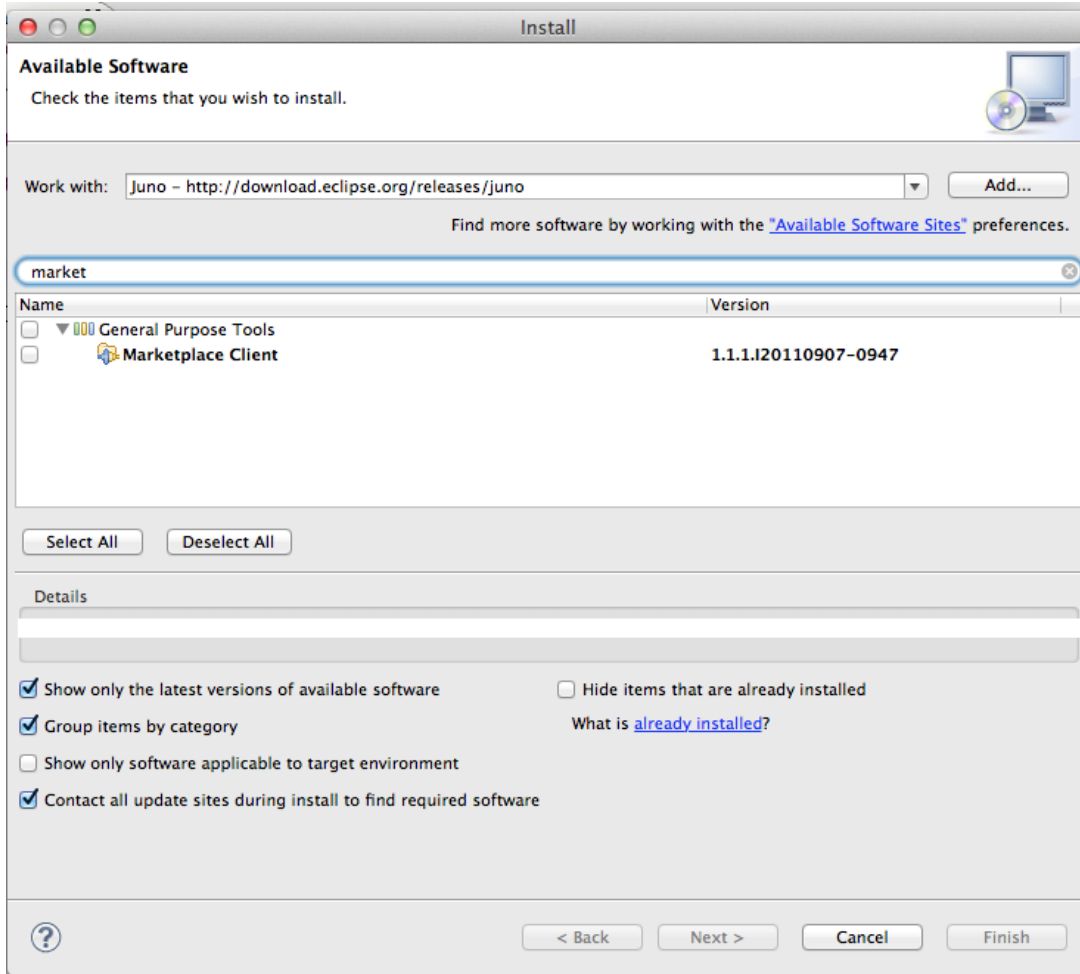 Install
Available Software
Check the items that you wish to install.
Work with: Juno – http://download.eclipse.org/releases/juno Add...
Find more software by working with the "Available Software Sites" preferences.
market
Name Version
General Purpose Tools
Marketplace Client 1.1.1.I20110907-0947
Select All Deselect All
Details
Show only the latest versions of available software Hide items that are already installed
Group items by category What is already installed?
Show only software applicable to target environment
Contact all update sites during install to find required software
? < Back Next > Cancel Finish